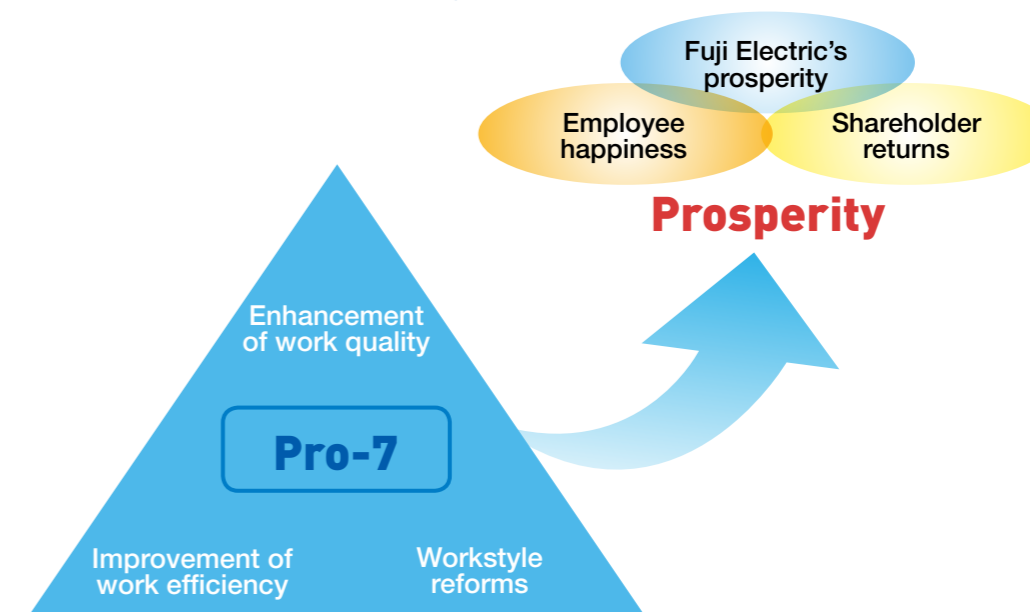 Fuji Electric’s
prosperity
Employee
happiness
Shareholder
returns
Prosperity
Enhancement
of work quality
Pro-7
Improvement of
work efficiency
Workstyle
reforms